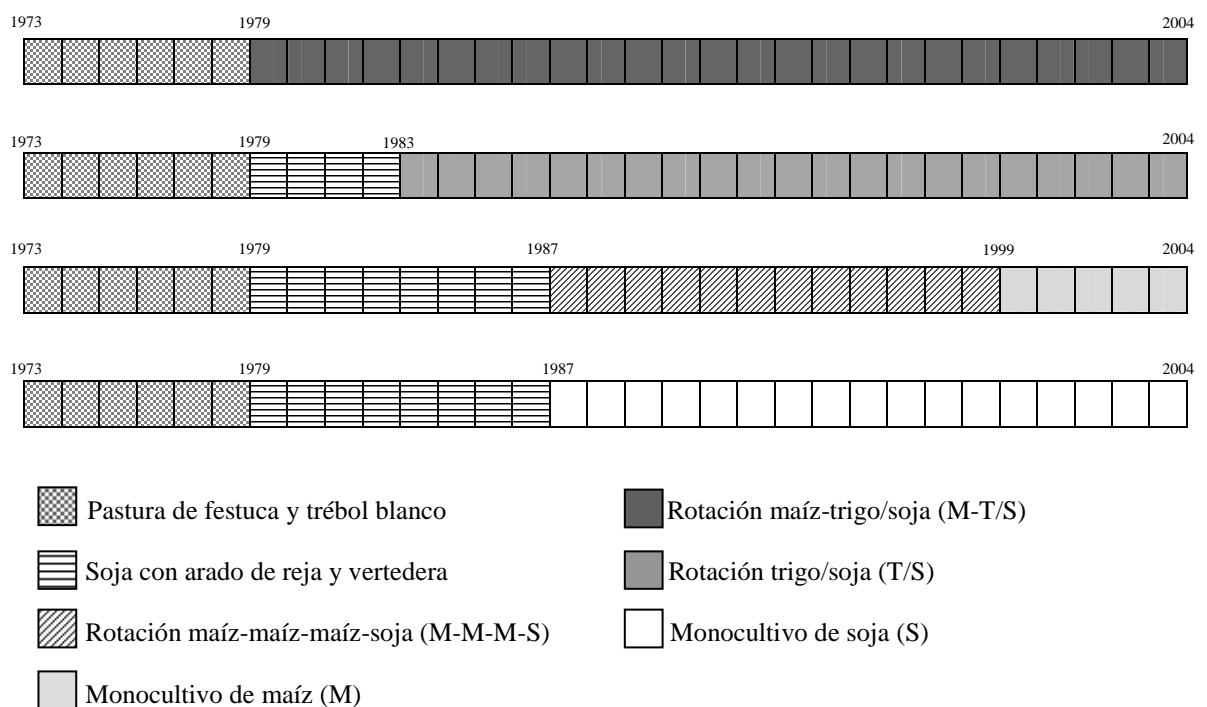 1973 1979 2004
1973 1979 1983 2004
1973 1979 1987 1999 2004
1973 1979 1987 2004
Pastura de festuca y trébol blanco
Soja con arado de reja y vertedera
Rotación maíz-maíz-maíz-soja (M-M-M-S)
Monocultivo de maíz (M)
Rotación maíz-trigo/soja (M-T/S)
Rotación trigo/soja (T/S)
Monocultivo de soja (S)